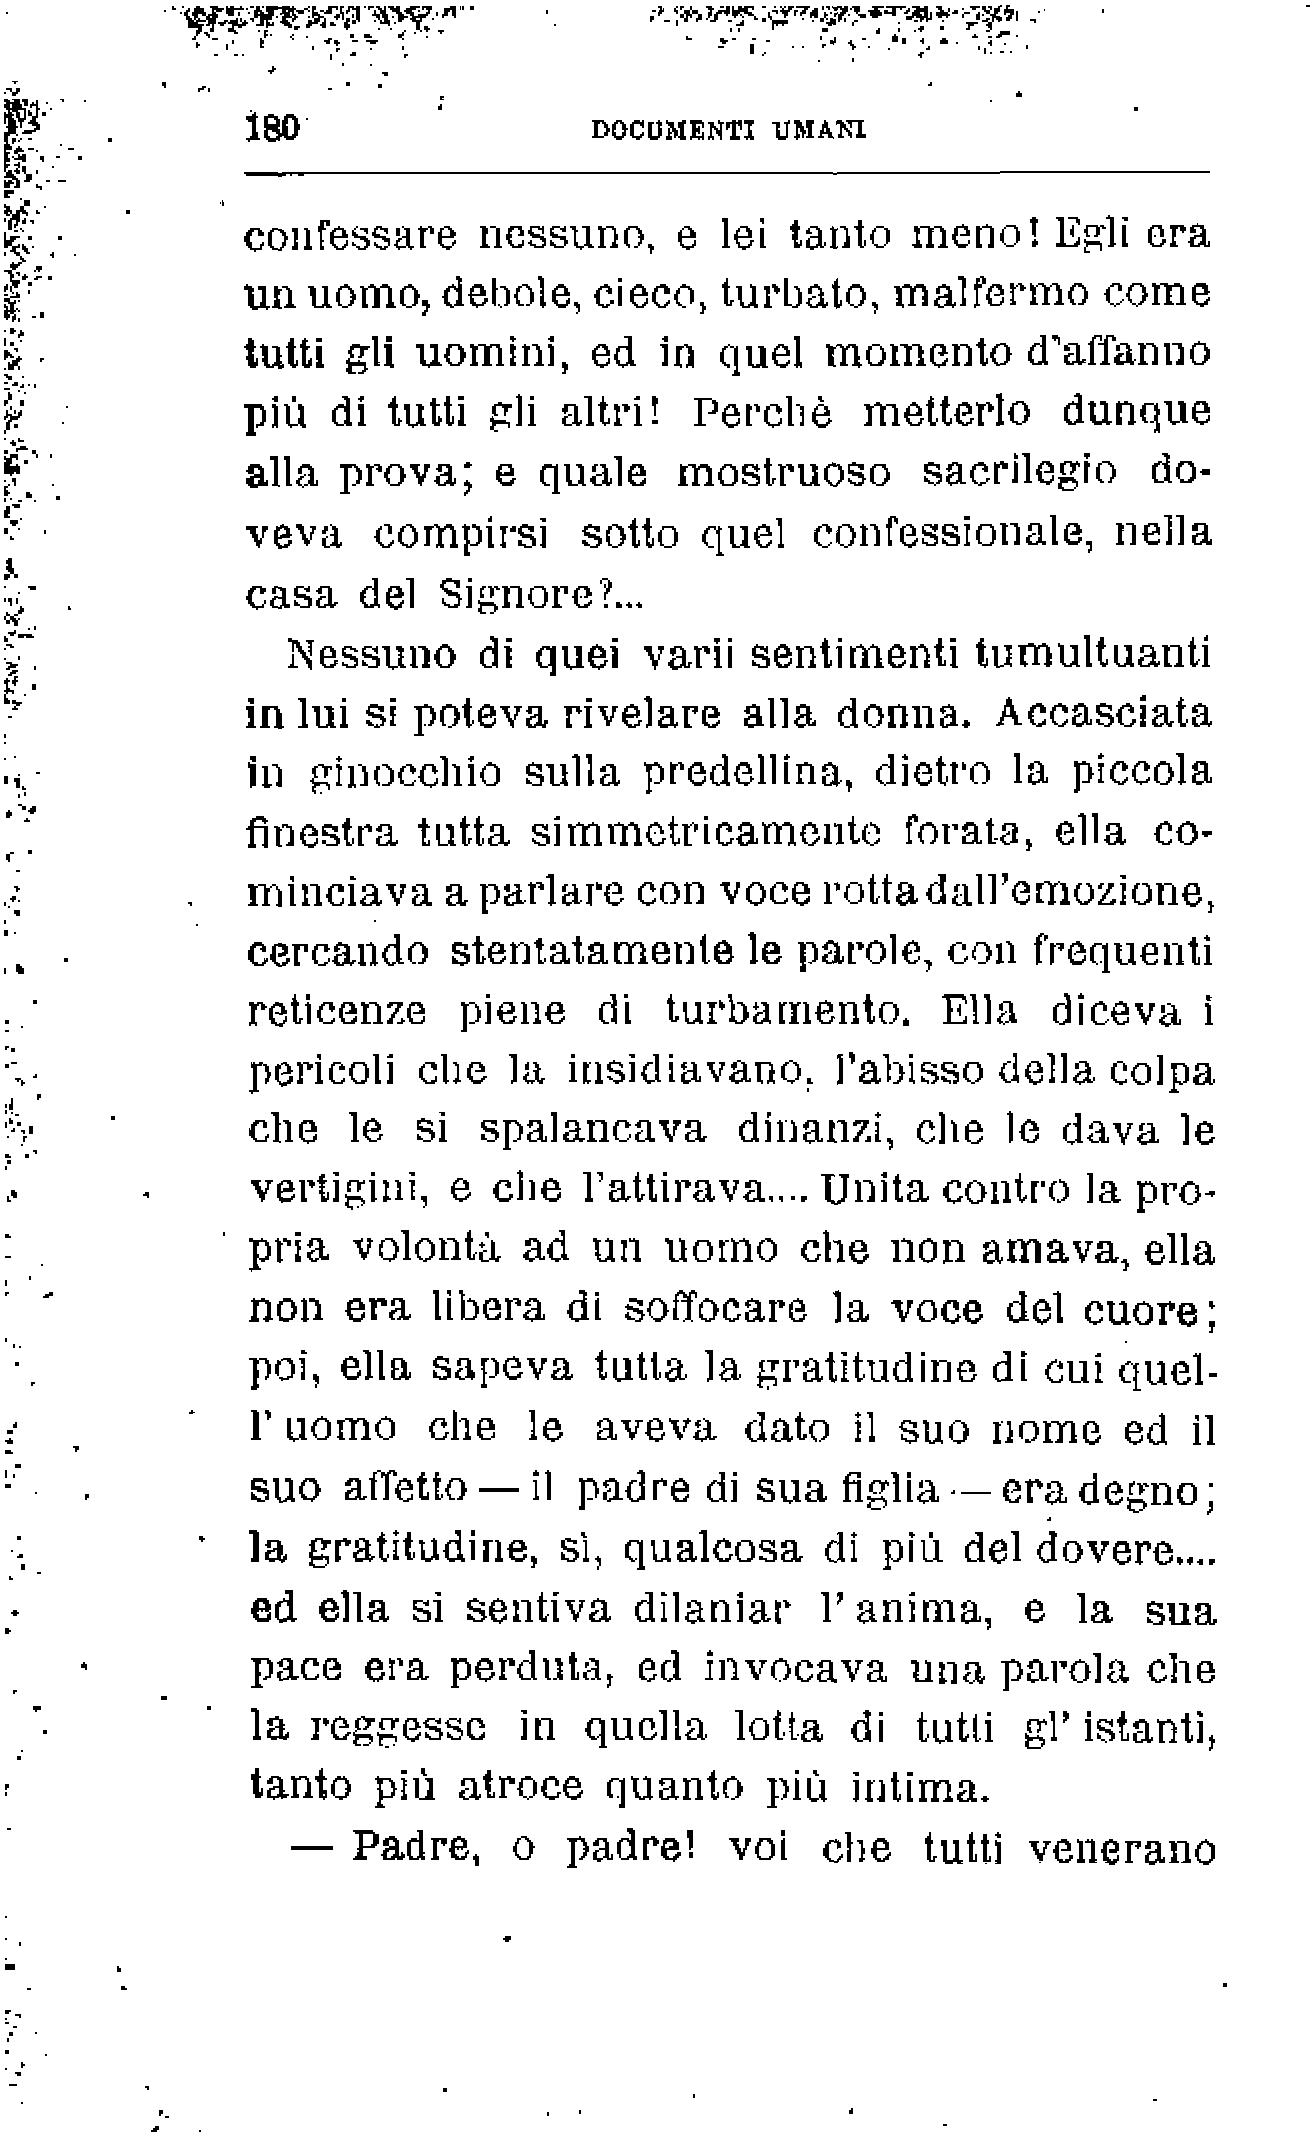 180 DOCUMENTI UMANI
confessare nessuno, e lei tanto meno! Egli era
un uomo, debole, cieco, turbato, malfermo come
tutti gli uomini, ed in quel momento d'affanno
più di tutti gli altri! Perchè metterlo dunque
alla prova; e quale mostruoso sacrilegio do-
veva compirsi sotto quel confessionale, nella
casa del Signore?...
Nessuno di quei varii sentimenti tumultuanti
in lui si poteva rivelare alla donna. Accasciata
in ginocchio sulla predellina, dietro la piccola
finestra tutta simmetricamente forata, ella co-
minciava a parlare con voce rotta dall'emozione,
cercando stentatamente le parole, con frequenti
reticenze piene di turbamento. Ella diceva i
pericoli che la insidiavano, l'abisso della colpa
che le si spalancava dinanzi, che le dava le
vertigini, e che l'attirava.... Unita contro la pro-
pria volontà ad un uomo che non amava, ella
non era libera di soffocare la voce del cuore;
poi, ella sapeva tutta la gratitudine di cui quel-
l'uomo che le aveva dato il suo nome ed il
suo affetto — il padre di sua figlia — era degno;
la gratitudine, sì, qualcosa di più del dovere....
ed ella si sentiva dilaniar l'anima, e la sua
pace era perduta, ed invocava una parola che
la reggesse in quella lotta di tutti gl'istanti,
tanto più atroce quanto più intima.
— Padre, o padre! voi che tutti venerano